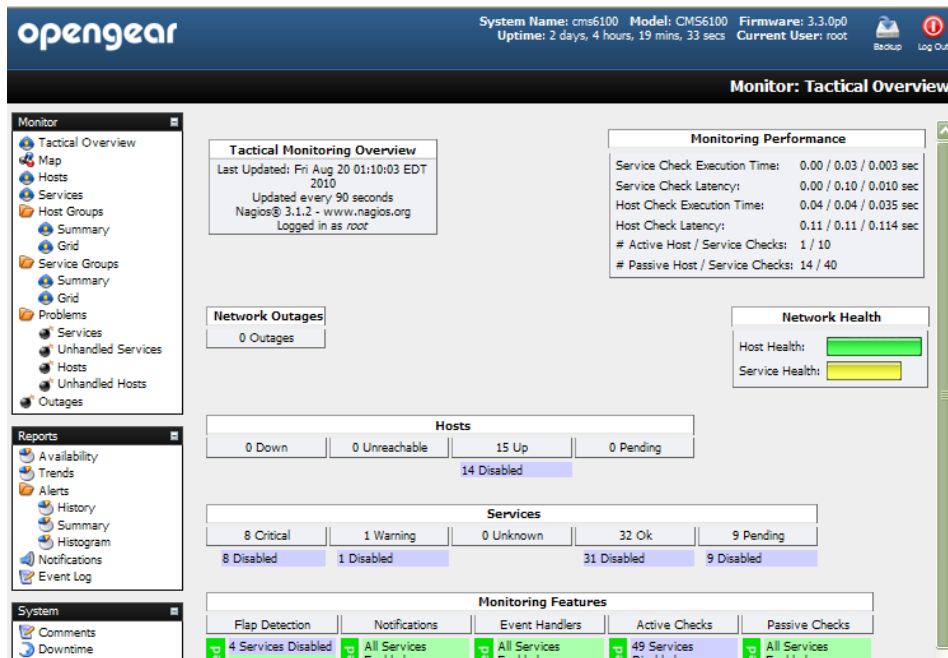 opengear
System Name: cms6100 Model: CMS6100 Firmware: 3.3.0p0
Uptime: 2 days, 4 hours, 19 mins, 33 secs Current User: root
Backup
Log Out
Monitor: Tactical Overview
Monitor
Tactical Overview
Map
Hosts
Services
Host Groups
Summary
Grid
Service Groups
Summary
Grid
Problems
Services
Unhandled Services
Hosts
Unhandled Hosts
Outages
Reports
Availability
Trends
Alerts
History
Summary
Histogram
Notifications
Event Log
System
Comments
Downtime
Tactical Monitoring Overview
Last Updated: Fri Aug 20 01:10:03 EDT
2010
Updated every 90 seconds
Nagios® 3.1.2 - www.nagios.org
Logged in as root
Monitoring Performance
Service Check Execution Time: 0.00 / 0.03 / 0.003 sec
Service Check Latency: 0.00 / 0.10 / 0.010 sec
Host Check Execution Time: 0.04 / 0.04 / 0.035 sec
Host Check Latency: 0.11 / 0.11 / 0.114 sec
# Active Host / Service Checks: 1 / 10
# Passive Host / Service Checks: 14 / 40
Network Outages
0 Outages
Network Health
Host Health:
Service Health:
Hosts
0 Down 0 Unreachable 15 Up 0 Pending
14 Disabled
Services
8 Critical 1 Warning 0 Unknown 32 Ok 9 Pending
8 Disabled 1 Disabled 31 Disabled 9 Disabled
Monitoring Features
Flap Detection Notifications Event Handlers Active Checks Passive Checks
4 Services Disabled All Services All Services 49 Services All Services